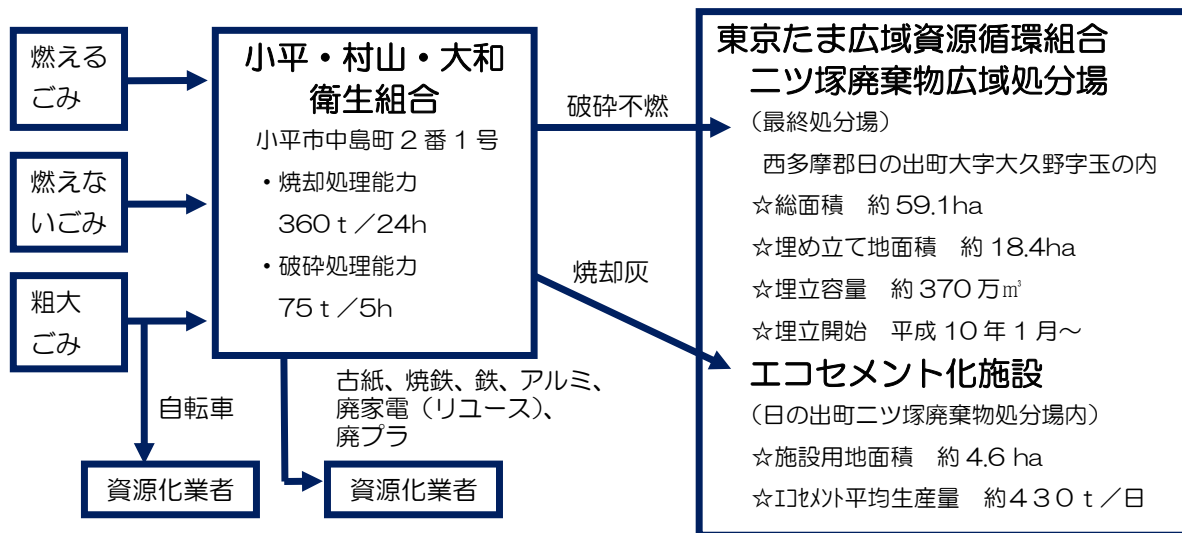 燃える
ごみ
燃えな
いごみ
粗大
ごみ
自転車
資源化業者
小平・村山・大和
衛生組合
小平市中島町2番1号
・焼却処理能力
360t/24h
・破砕処理能力
75t/5h
古紙、焼鉄、鉄、アルミ、
廃家電(リユース)、
廃プラ
資源化業者
破砕不燃
焼却灰
東京たま広域資源循環組合
二ツ塚廃棄物広域処分場
(最終処分場)
西多摩郡日の出町大字大久野字玉の内
☆総面積 約59.1ha
☆埋め立て地面積 約18.4ha
☆埋立容量 約370万㎥
☆埋立開始 平成10年1月~
エコセメント化施設
(日の出町二ツ塚廃棄物処分場内)
☆施設用地面積 約4.6 ha
☆エコセメント平均生産量 約430t/日